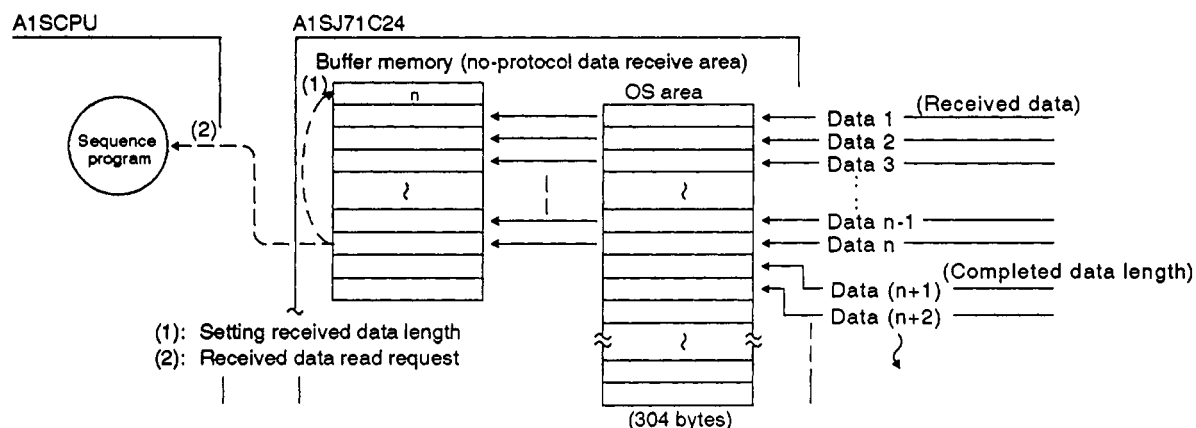 A1SCPU
A1SJ71C24
Buffer memory (no-protocol data receive area)
(1)
n
OS area
(Received data)
Data 1
Data 2
Data 3
(2)
Sequence
program
Data n-1
Data n
(Completed data length)
Data (n+1)
Data (n+2)
(1): Setting received data length
(2): Received data read request
(304 bytes)